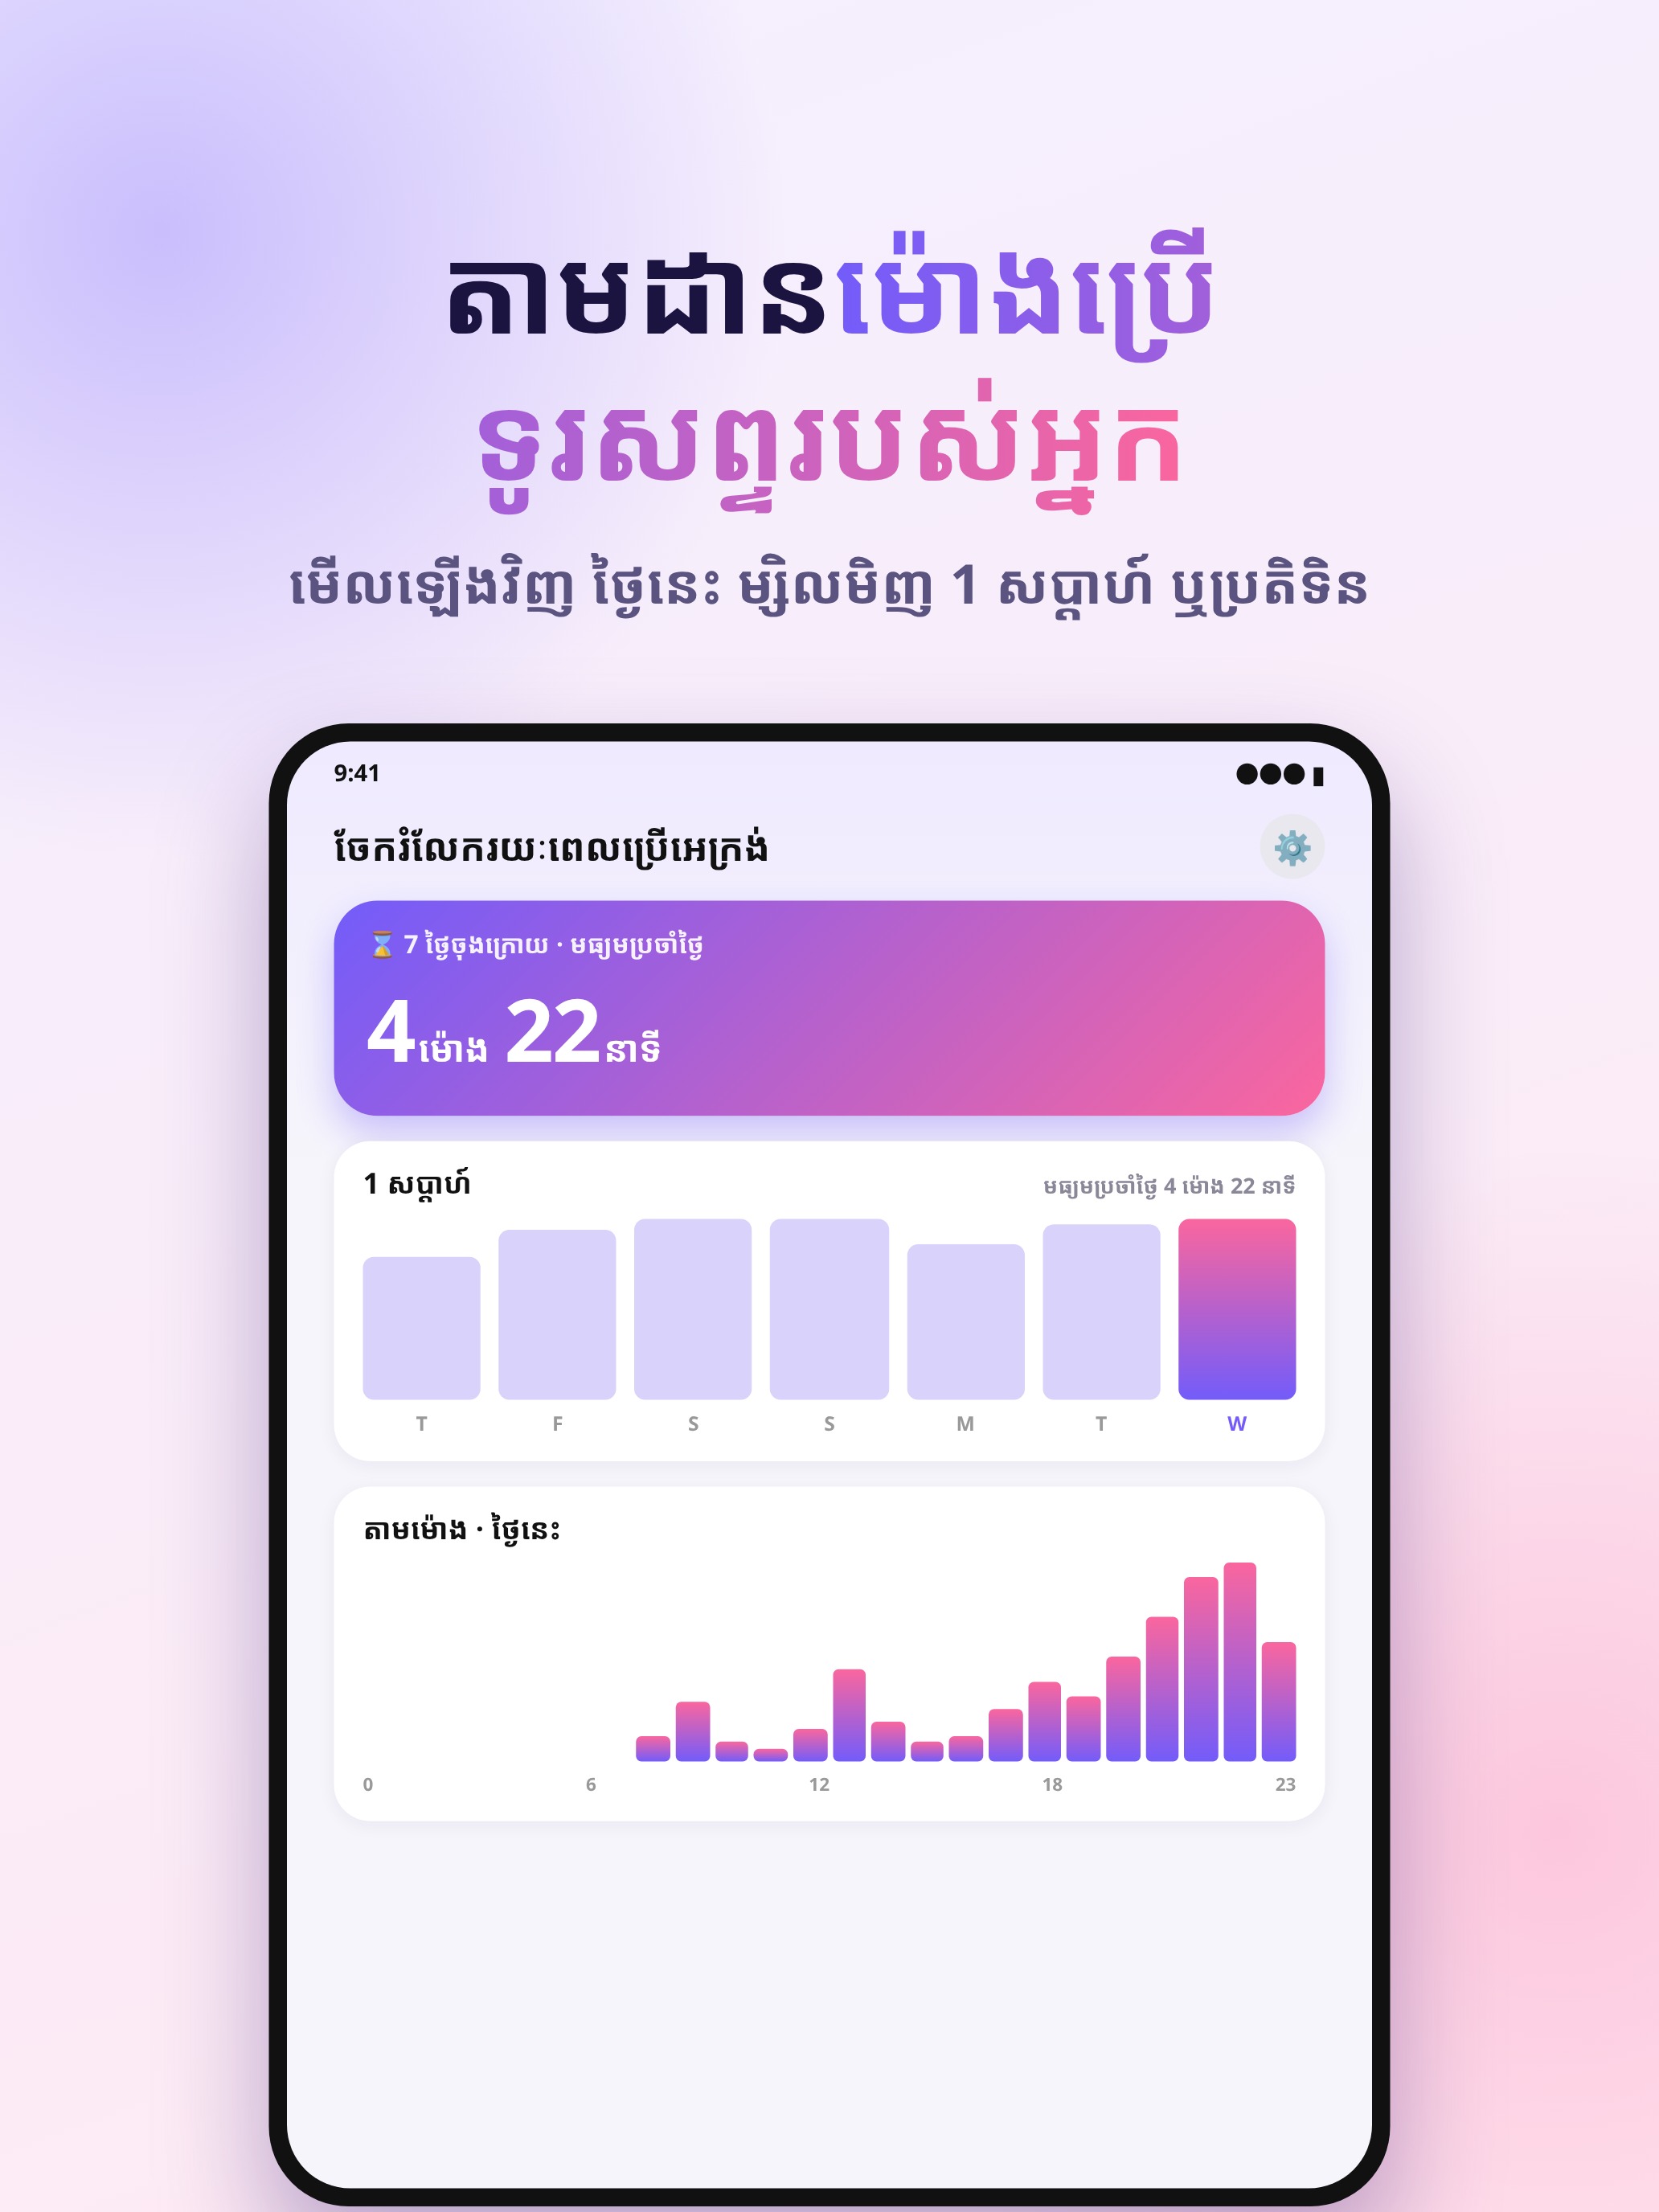 តាមដានម៉ោងប្រើ
ទូរសព្ទរបស់អ្នក
មើលឡើងវិញ ថ្ងៃនេះ ម្សិលមិញ 1 សប្តាហ៍ ឬប្រតិទិន
9:41
ចែករំលែករយៈពេលប្រើអេក្រង់
7 ថ្ងៃចុងក្រោយ · មធ្យមប្រចាំថ្ងៃ
4ម៉ោង 22នាទី
1 សប្តាហ៍
មធ្យមប្រចាំថ្ងៃ 4 ម៉ោង 22 នាទី
T F S S M T W
តាមម៉ោង · ថ្ងៃនេះ
0 6 12 18 23